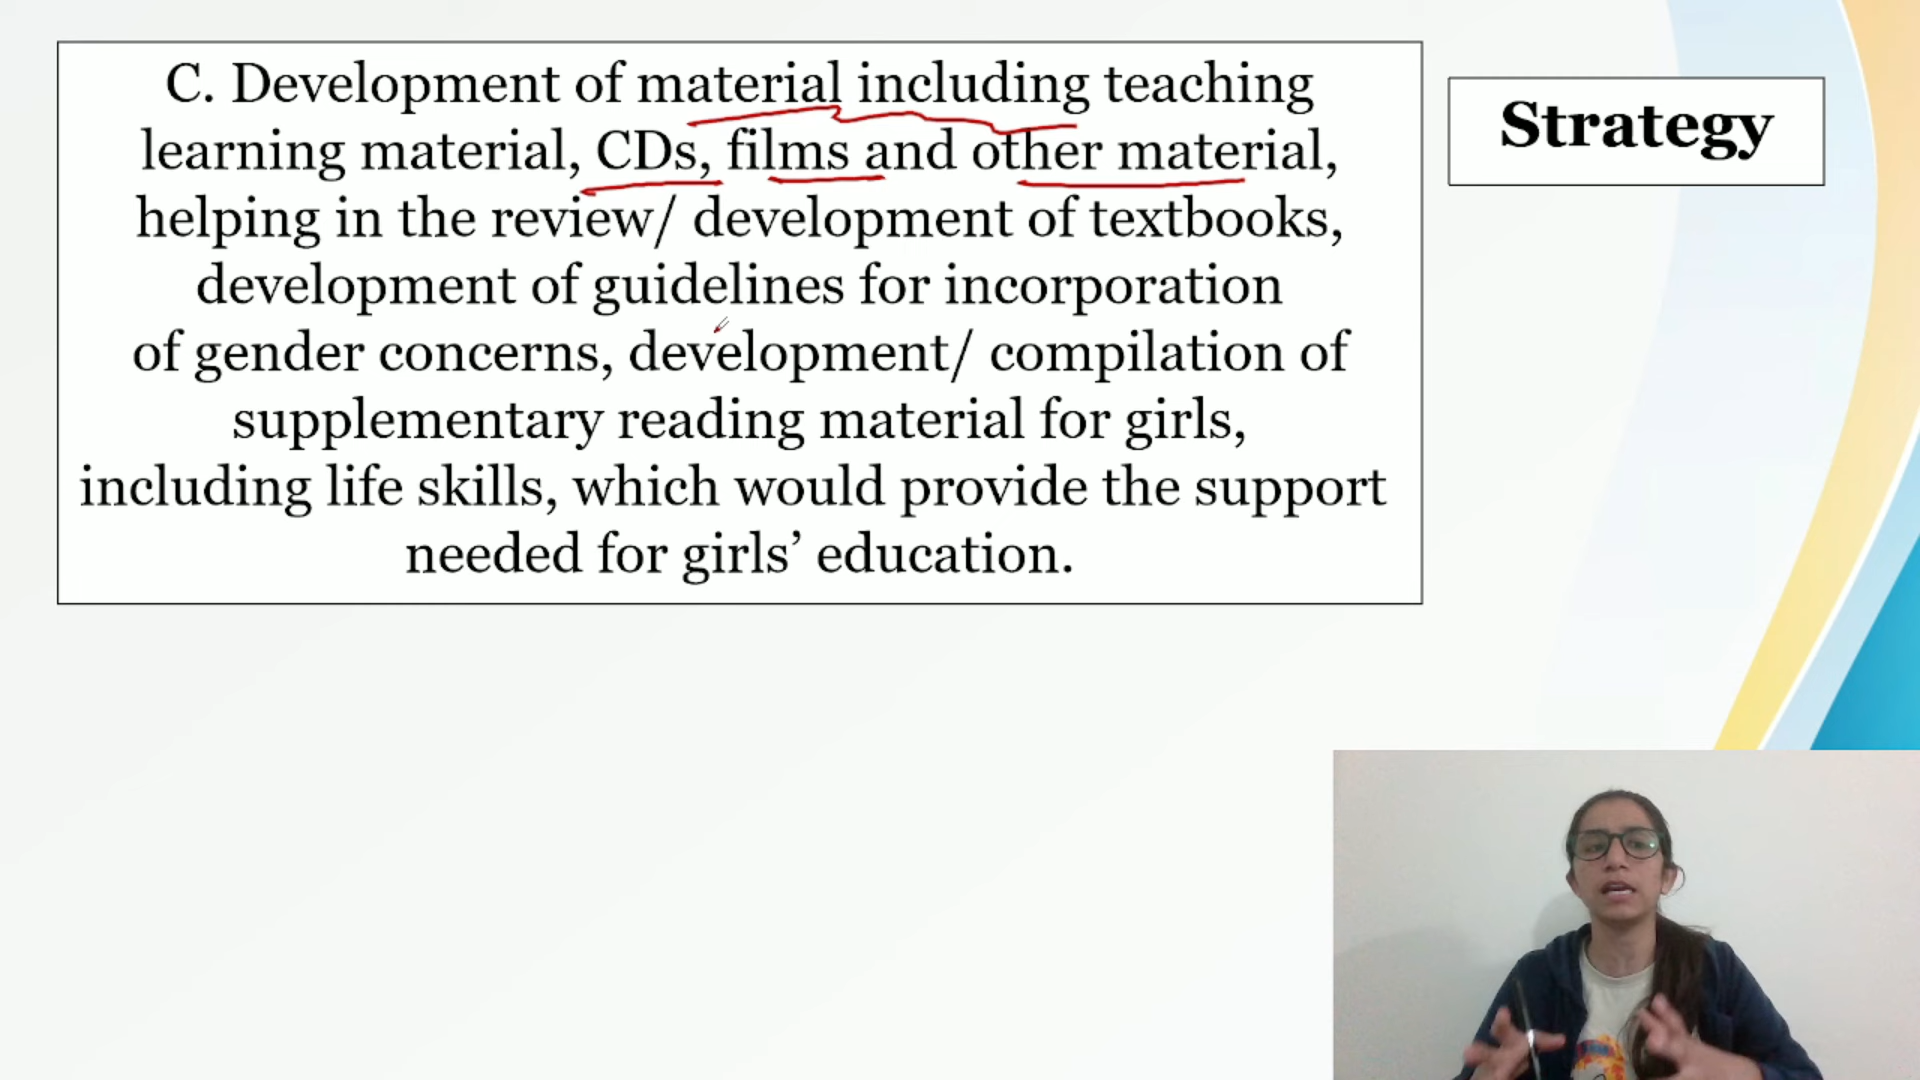 C. Development of material including teaching
learning material, CDs, films and other material,
helping in the review/ development of textbooks,
development of guidelines for incorporation
of gender concerns, development/ compilation of
supplementary reading material for girls,
including life skills, which would provide the support
needed for girls’ education.
Strategy